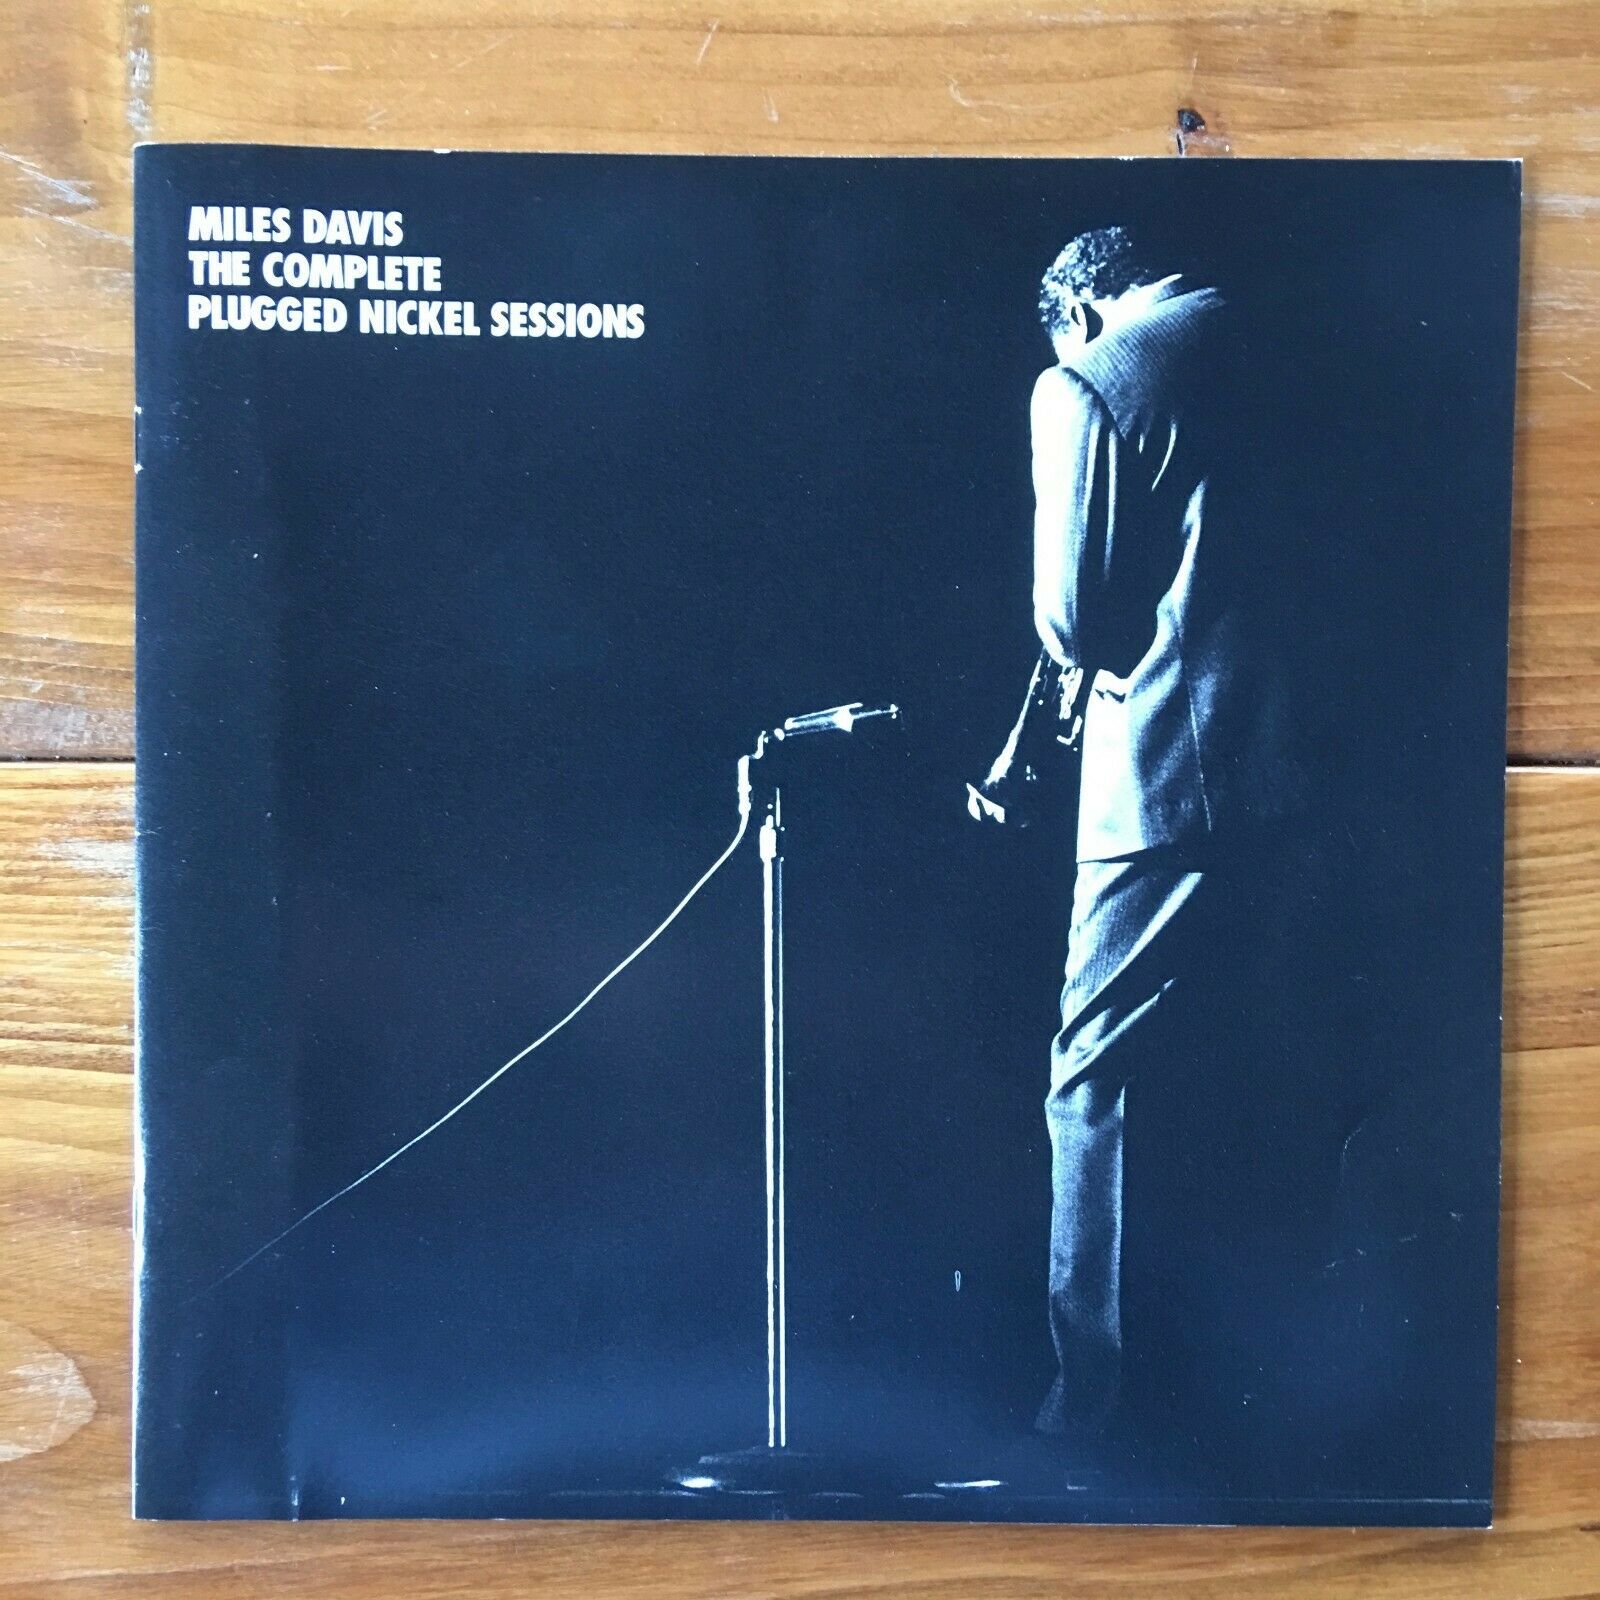 MILES DAVIS
THE COMPLETE
PLUGGED NICKEL SESSIONS